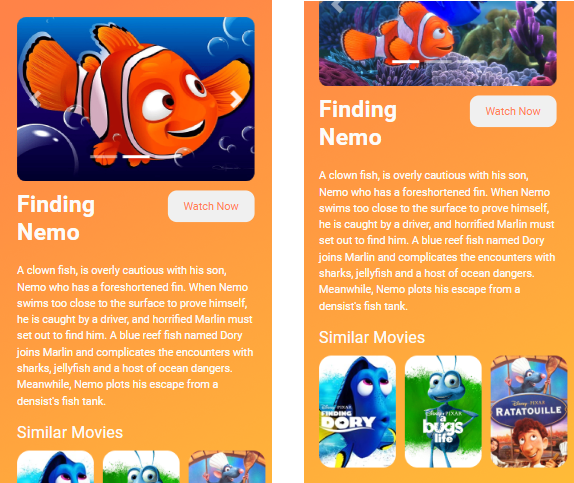 Finding
Nemo
Watch Now
A clown fish, is overly cautious with his son,
Nemo who has a foreshortened fin. When Nemo
swims too close to the surface to prove himself,
he is caught by a driver, and horrified Marlin must
set out to find him. A blue reef fish named Dory
joins Marlin and complicates the encounters with
sharks, jellyfish and a host of ocean dangers.
Meanwhile, Nemo plots his escape from a
densist's fish tank.
Similar Movies
Finding
Nemo
Watch Now
A clown fish, is overly cautious with his son,
Nemo who has a foreshortened fin. When Nemo
swims too close to the surface to prove himself,
he is caught by a driver, and horrified Marlin must
set out to find him. A blue reef fish named Dory
joins Marlin and complicates the encounters with
sharks, jellyfish and a host of ocean dangers.
Meanwhile, Nemo plots his escape from a
densist's fish tank.
Similar Movies
DISNEY·PIXAR
FINDING
DORY
DISNEY·PIXAR
a
bug's
life
DISNEY·PIXAR
RATATOUILLE